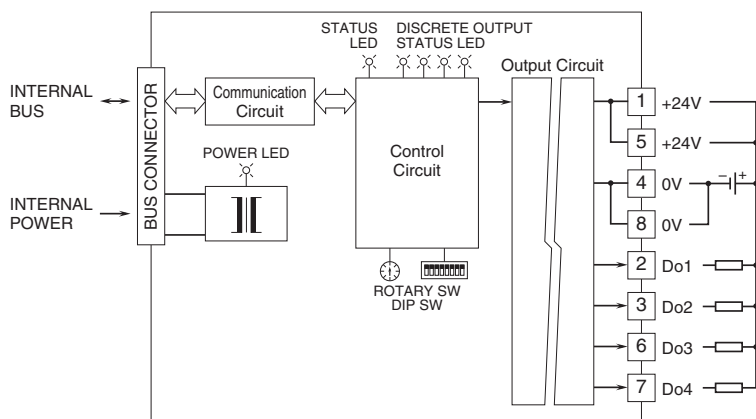 STATUS
LED
DISCRETE OUTPUT
STATUS LED
Output Circuit
INTERNAL
BUS
BUS CONNECTOR
Communication
Circuit
Control
Circuit
POWER LED
INTERNAL
POWER
ROTARY SW
DIP SW
1 +24V
5 +24V
4 0V
− +
8 0V
2 Do1
3 Do2
6 Do3
7 Do4